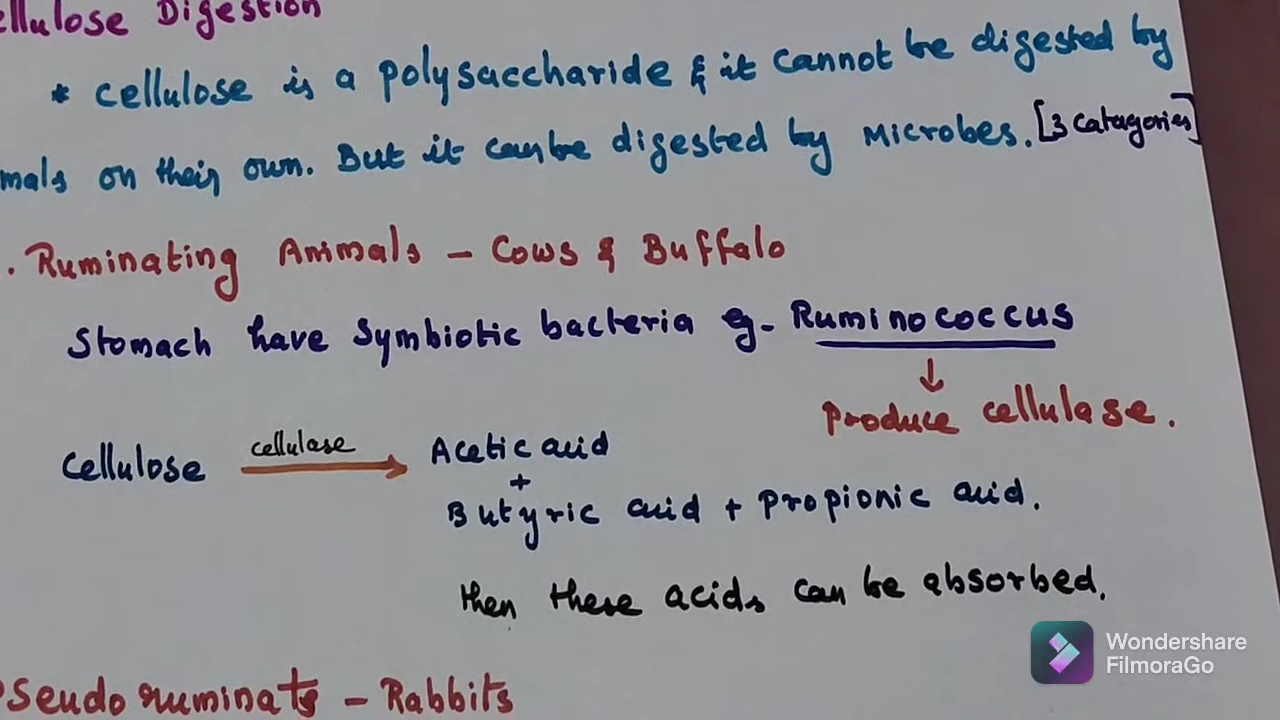 ellulose Digestion
* cellulose is a polysaccharide & it cannot be digested by
mals on their own. But it can be digested by Microbes. [3 catagories]
. Ruminating Animals - Cows & Buffalo
Stomach have symbiotic bacteria eg- Ruminococcus
↓
Produce cellulase.
cellulose cellulase → Acetic acid
+
Butyric acid + Propionic acid.
then these acids can be absorbed.
Wondershare
FilmoraGo
Pseudo ruminats - Rabbits